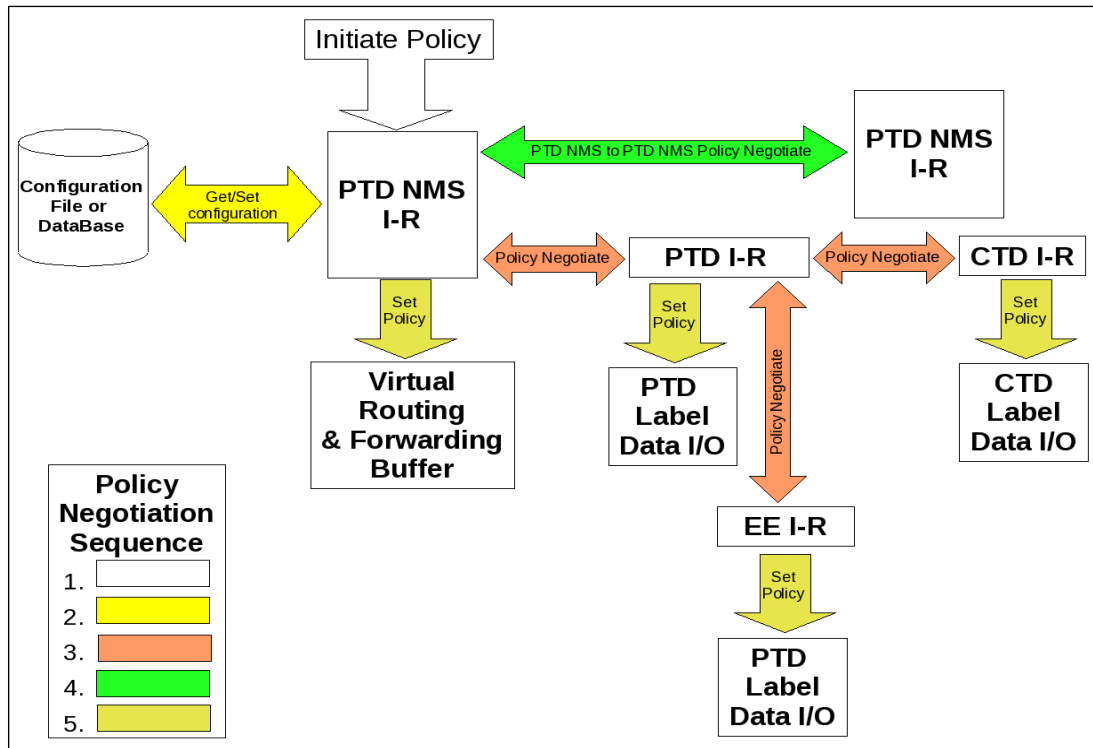 Initiate Policy
PTD NMS
I-R
PTD NMS to PTD NMS Policy Negotiate
PTD NMS
I-R
Configuration
File or
DataBase
Get/Set
configuration
Policy Negotiate
PTD I-R
Policy Negotiate
CTD I-R
Set
Policy
Set
Policy
Set
Policy
Virtual
Routing
& Forwarding
Buffer
PTD
Label
Data I/O
Policy Negotiate
CTD
Label
Data I/O
EE I-R
Set
Policy
PTD
Label
Data I/O
Policy
Negotiation
Sequence
1.
2.
3.
4.
5.